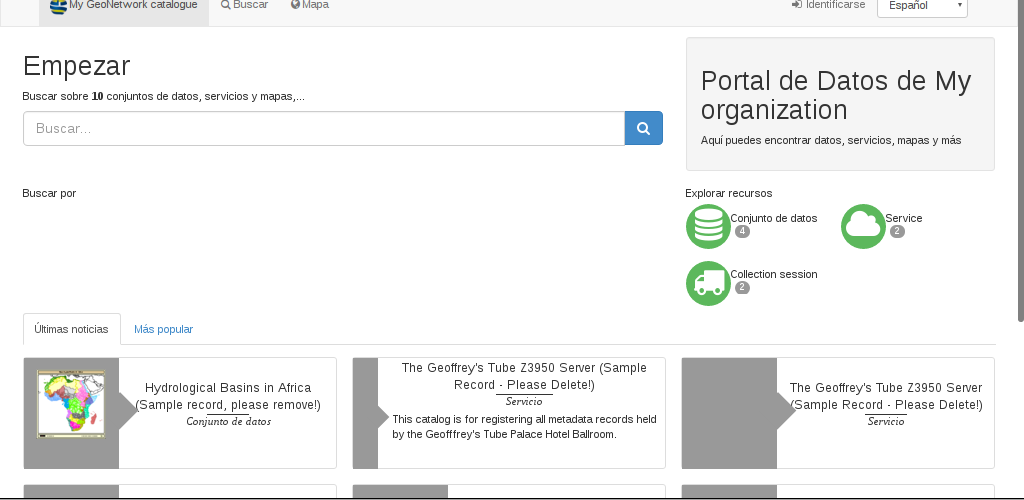 My GeoNetwork catalogue Buscar Mapa Identificarse Español
Empezar
Buscar sobre 10 conjuntos de datos, servicios y mapas,...
Buscar...
Portal de Datos de My
organization
Aquí puedes encontrar datos, servicios, mapas y más
Buscar por
Explorar recursos
Conjunto de datos
4
Service
2
Collection session
2
Últimas noticias Más popular
Hydrological Basins in Africa
(Sample record, please remove!)
Conjunto de datos
The Geoffrey's Tube Z3950 Server (Sample
Record - Please Delete!)
Servicio
This catalog is for registering all metadata records held
by the Geofffrey's Tube Palace Hotel Ballroom.
The Geoffrey's Tube Z3950 Server
(Sample Record - Please Delete!)
Servicio